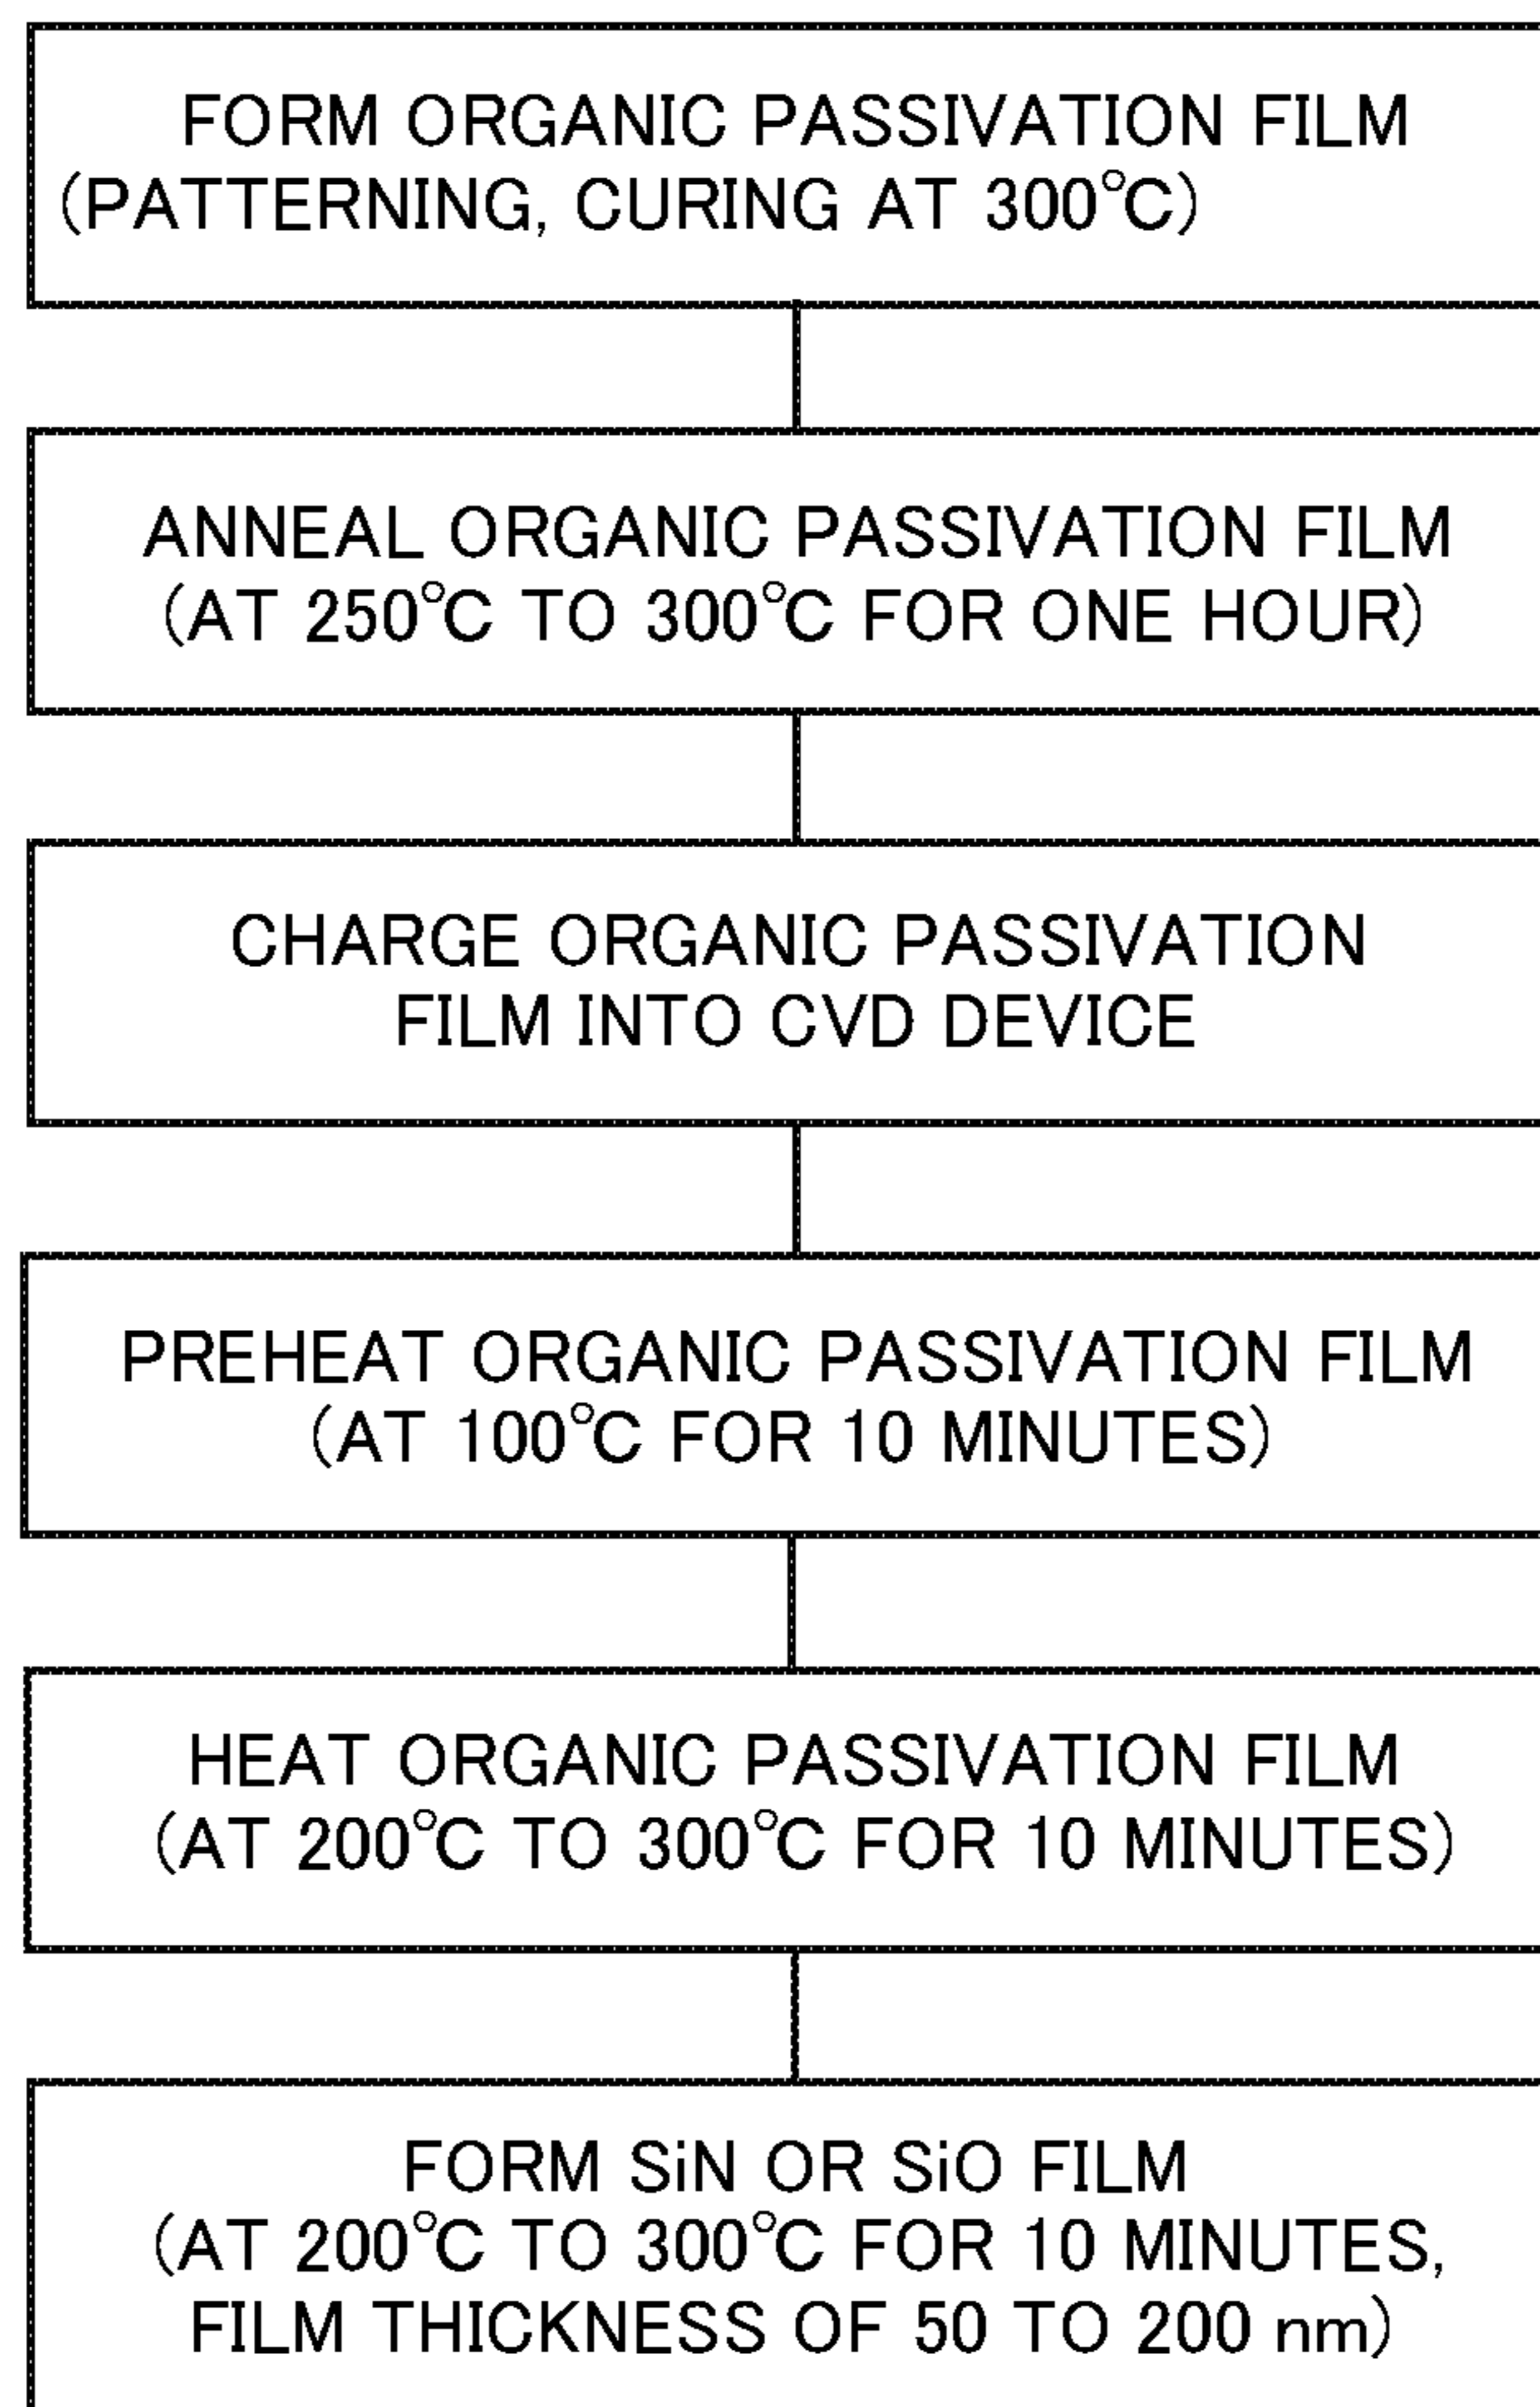 FORM ORGANIC PASSIVATION FILM
(PATTERNING, CURING AT 300℃)
ANNEAL ORGANIC PASSIVATION FILM
(AT 250℃ TO 300℃ FOR ONE HOUR)
CHARGE ORGANIC PASSIVATION
FILM INTO CVD DEVICE
PREHEAT ORGANIC PASSIVATION FILM
(AT 100℃ FOR 10 MINUTES)
HEAT ORGANIC PASSIVATION FILM
(AT 200℃ TO 300℃ FOR 10 MINUTES)
FORM SiN OR SiO FILM
(AT 200℃ TO 300℃ FOR 10 MINUTES,
FILM THICKNESS OF 50 TO 200 nm)